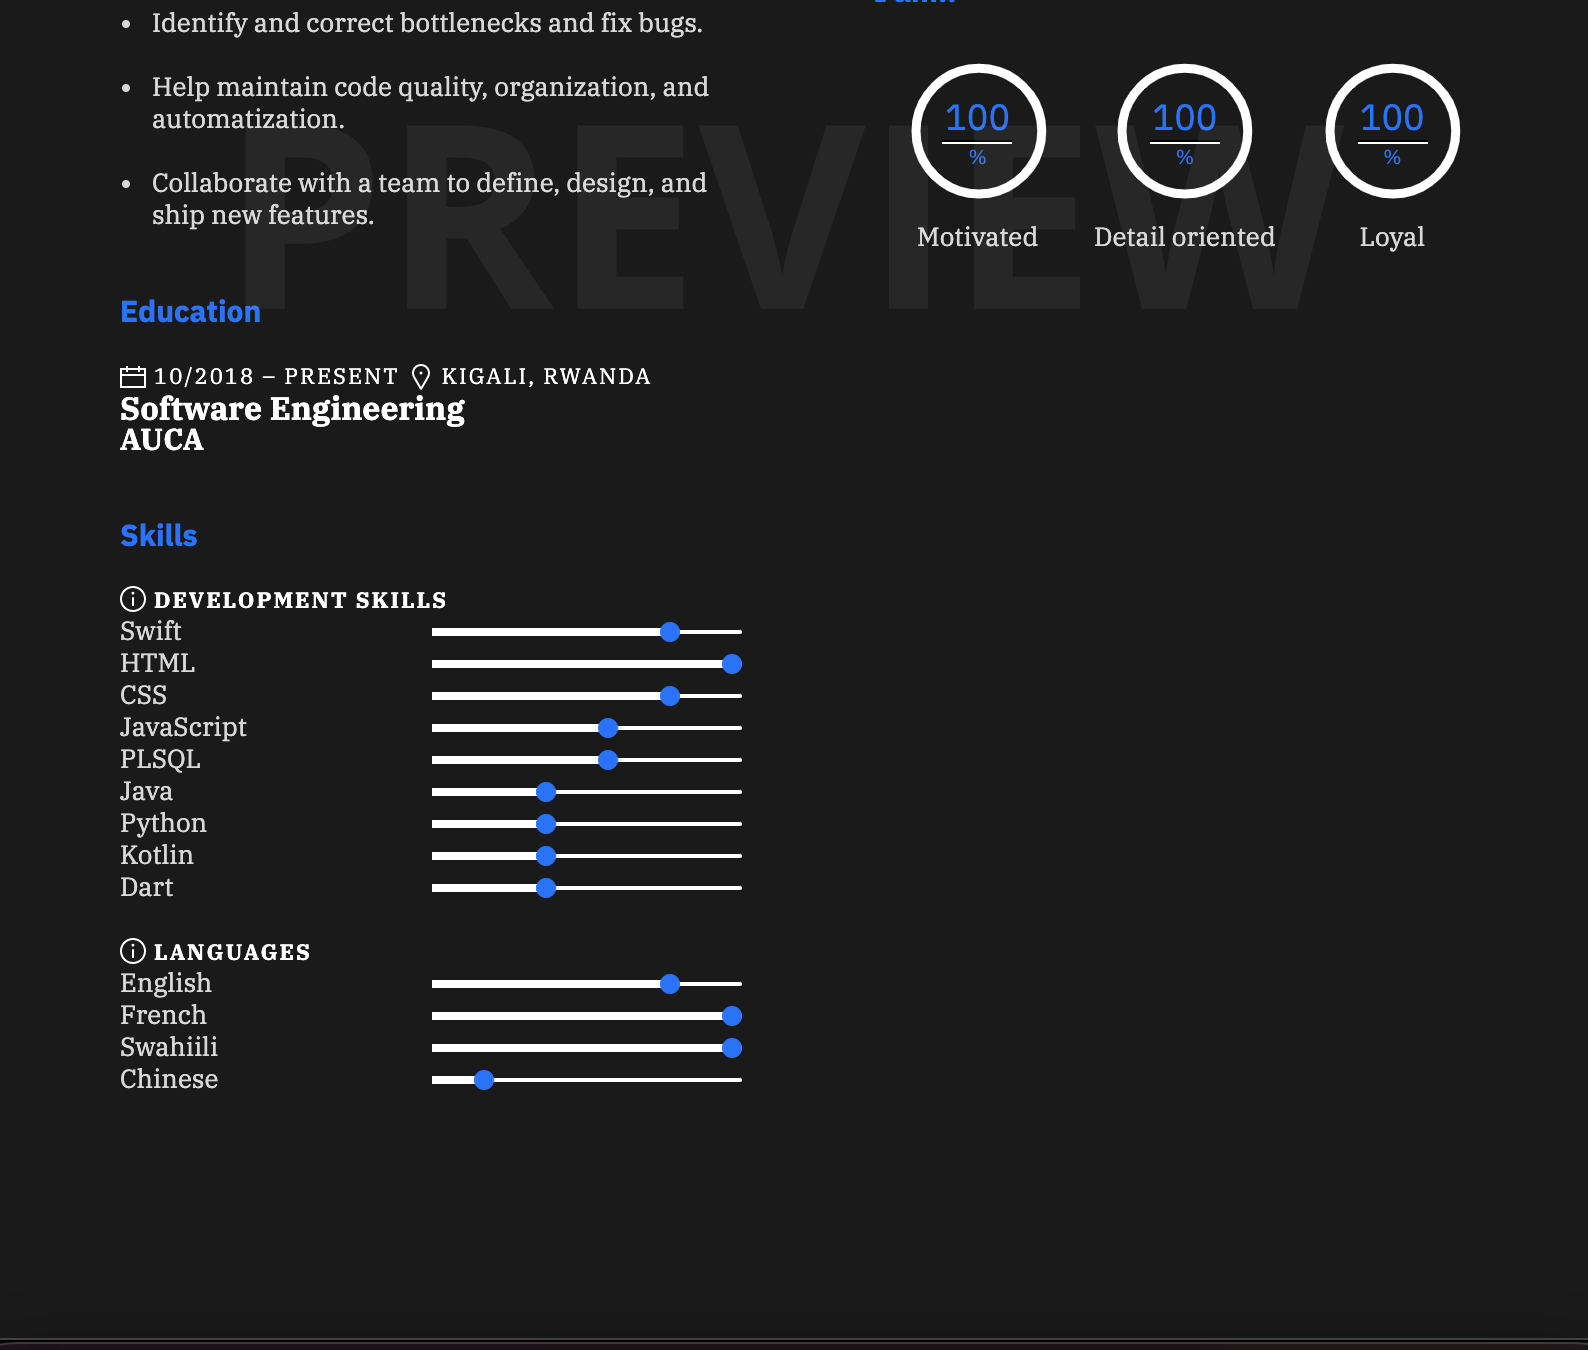 Identify and correct bottlenecks and fix bugs.
Help maintain code quality, organization, and
automatization.
Collaborate with a team to define, design, and
ship new features.
Education
10/2018 – PRESENT KIGALI, RWANDA
Software Engineering
AUCA
Skills
DEVELOPMENT SKILLS
Swift
HTML
CSS
JavaScript
PLSQL
Java
Python
Kotlin
Dart
LANGUAGES
English
French
Swahiili
Chinese
100 100 100
% % %
Motivated Detail oriented Loyal
PREVIEW